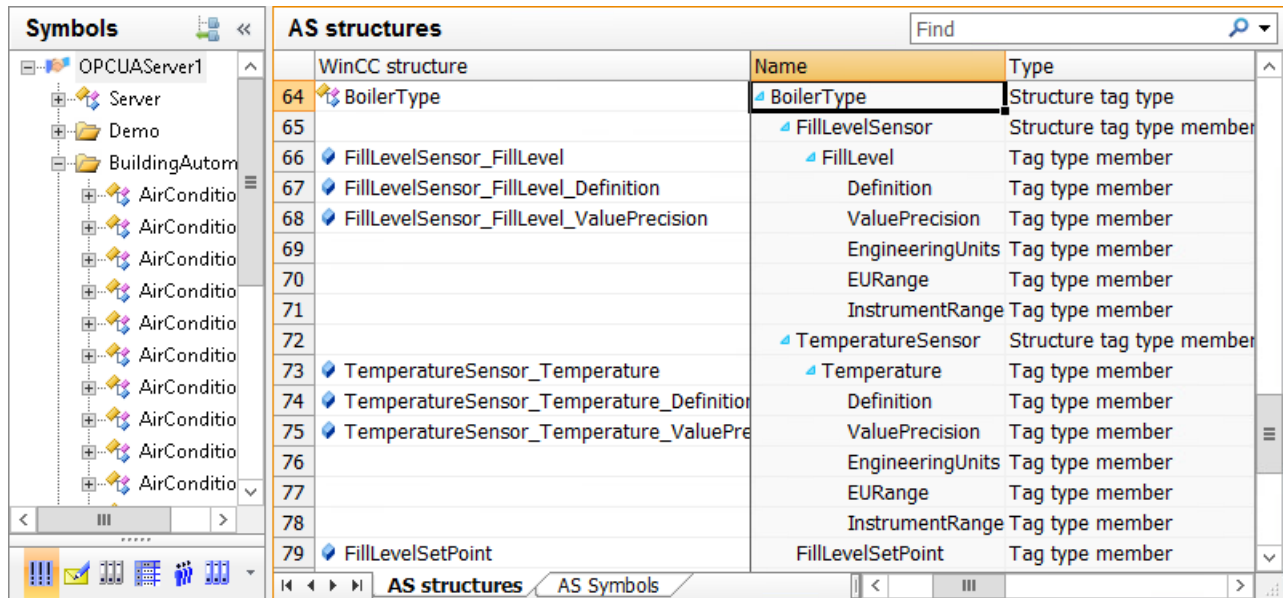 Symbols
OPCUAServer1
Server
Demo
BuildingAutom
AirConditio
AirConditio
AirConditio
AirConditio
AirConditio
AirConditio
AirConditio
AirConditio
AirConditio
AirConditio
AS structures Find
WinCC structure Name Type
64 BoilerType BoilerType Structure tag type
65 FillLevelSensor Structure tag type member
66 FillLevelSensor_FillLevel FillLevel Tag type member
67 FillLevelSensor_FillLevel_Definition Definition Tag type member
68 FillLevelSensor_FillLevel_ValuePrecision ValuePrecision Tag type member
69 EngineeringUnits Tag type member
70 EURange Tag type member
71 InstrumentRange Tag type member
72 TemperatureSensor Structure tag type member
73 TemperatureSensor_Temperature Temperature Tag type member
74 TemperatureSensor_Temperature_Definition Definition Tag type member
75 TemperatureSensor_Temperature_ValuePre ValuePrecision Tag type member
76 EngineeringUnits Tag type member
77 EURange Tag type member
78 InstrumentRange Tag type member
79 FillLevelSetPoint FillLevelSetPoint Tag type member
AS structures AS Symbols